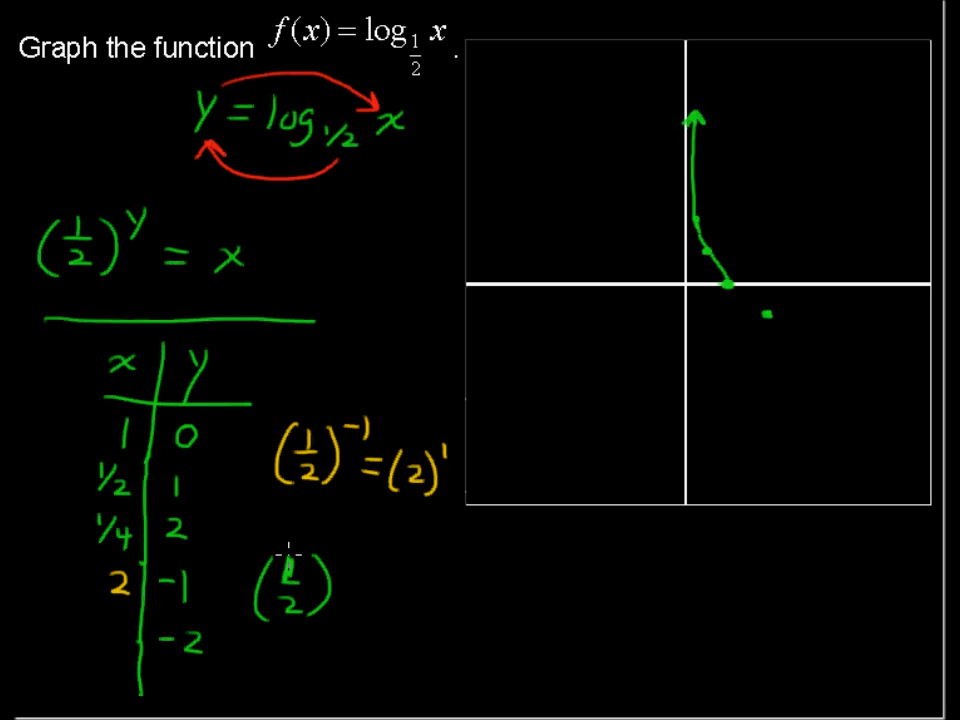 Graph the function f(x) = log_{1/2} x .
y = log_{1/2} x
(1/2)^y = x
x | y
1 | 0
1/2 | 1
1/4 | 2
2 | -1
-2
(1/2)^{-1} = (2)^1
(1/2)